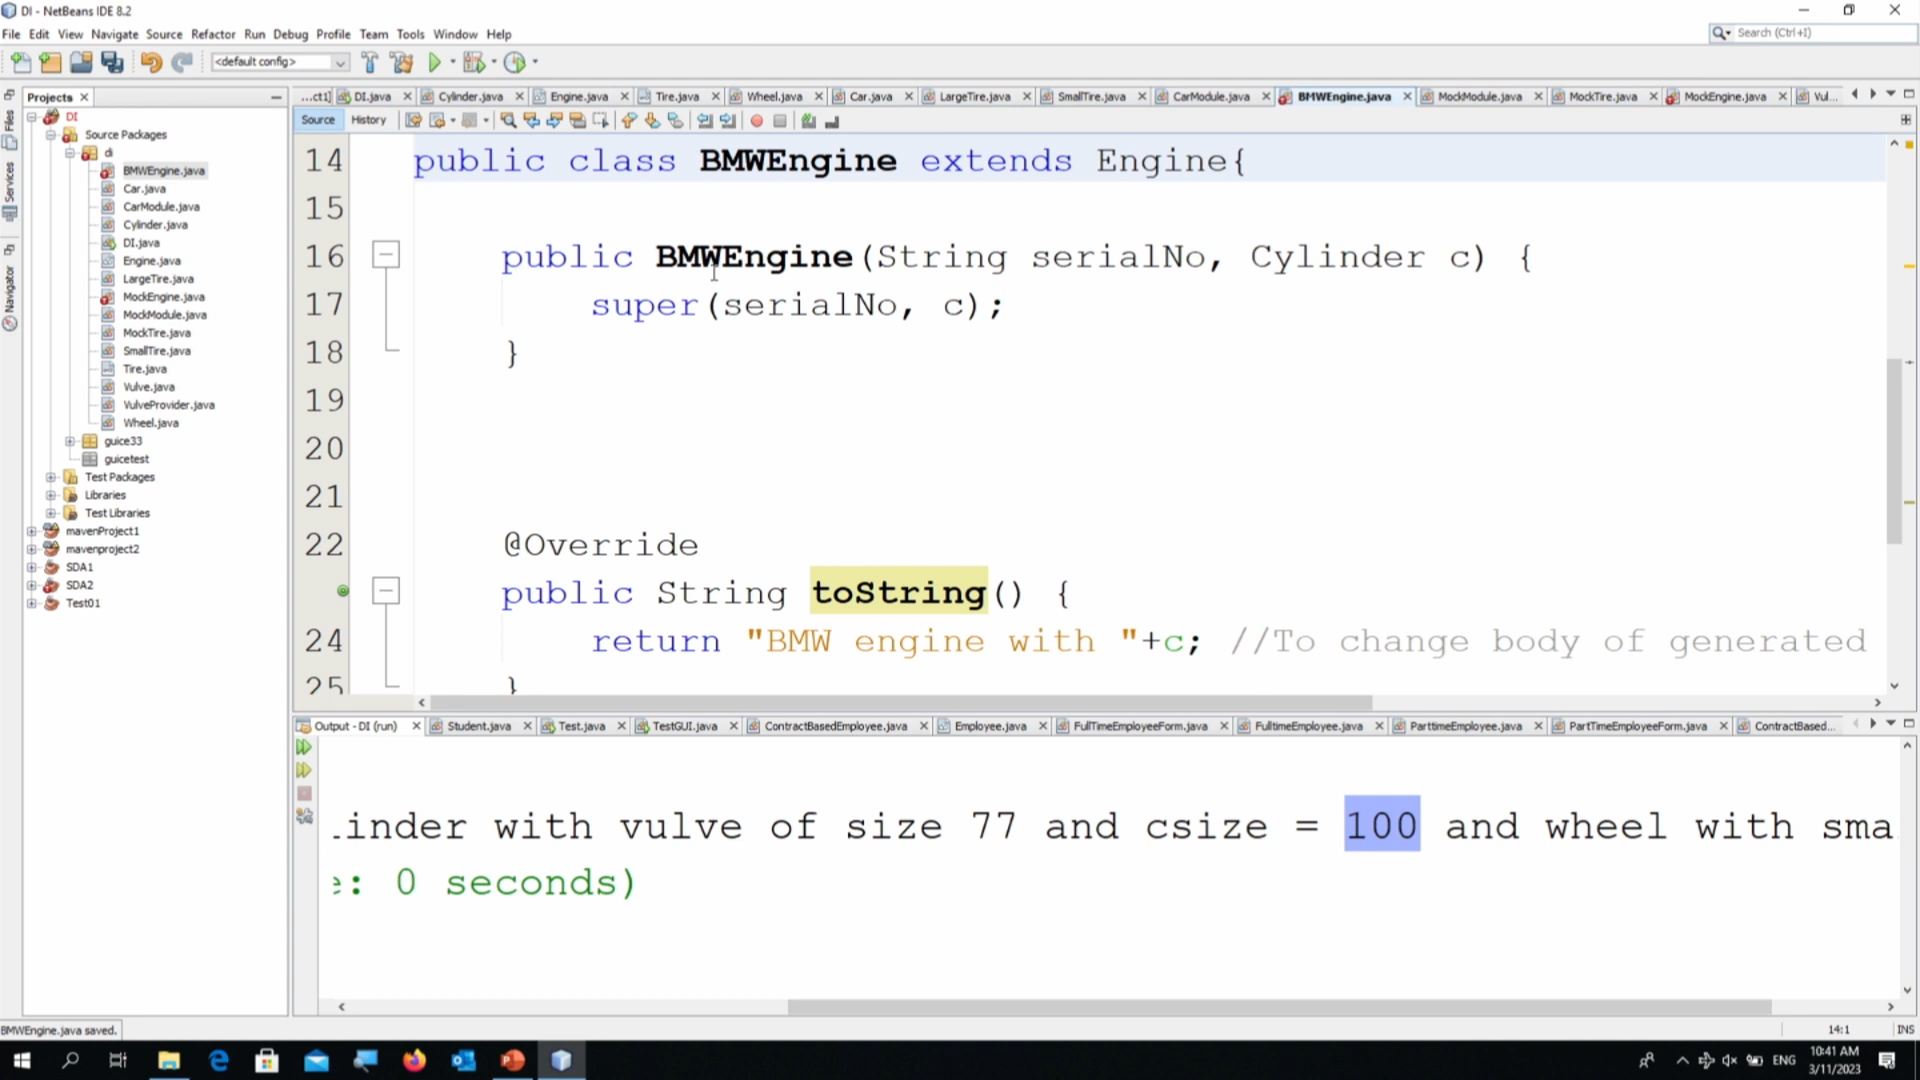 DI - NetBeans IDE 8.2
File Edit View Navigate Source Refactor Run Debug Profile Team Tools Window Help
Search (Ctrl+I)
<default config>
Projects
...ct1] DI.java Cylinder.java Engine.java Tire.java Wheel.java Car.java LargeTire.java SmallTire.java CarModule.java BMWEngine.java MockModule.java MockTire.java MockEngine.java Vul...
Source History
Files
Services
Navigator
DI
Source Packages
di
BMWEngine.java
Car.java
CarModule.java
Cylinder.java
DI.java
Engine.java
LargeTire.java
MockEngine.java
MockModule.java
MockTire.java
SmallTire.java
Tire.java
Vulve.java
VulveProvider.java
Wheel.java
guice33
guicetest
Test Packages
Libraries
Test Libraries
mavenProject1
mavenproject2
SDA1
SDA2
Test01
14 public class BMWEngine extends Engine{
15
16 public BMWEngine(String serialNo, Cylinder c) {
17 super(serialNo, c);
18 }
19
20
21
22 @Override
public String toString() {
24 return "BMW engine with "+c; //To change body of generated
25 }
Output - DI (run) Student.java Test.java TestGUI.java ContractBasedEmployee.java Employee.java FullTimeEmployeeForm.java FulltimeEmployee.java ParttimeEmployee.java PartTimeEmployeeForm.java ContractBased...
.inder with vulve of size 77 and csize = 100 and wheel with sma
e: 0 seconds)
BMWEngine.java saved.
14:1 INS
ENG
10:41 AM
3/11/2023